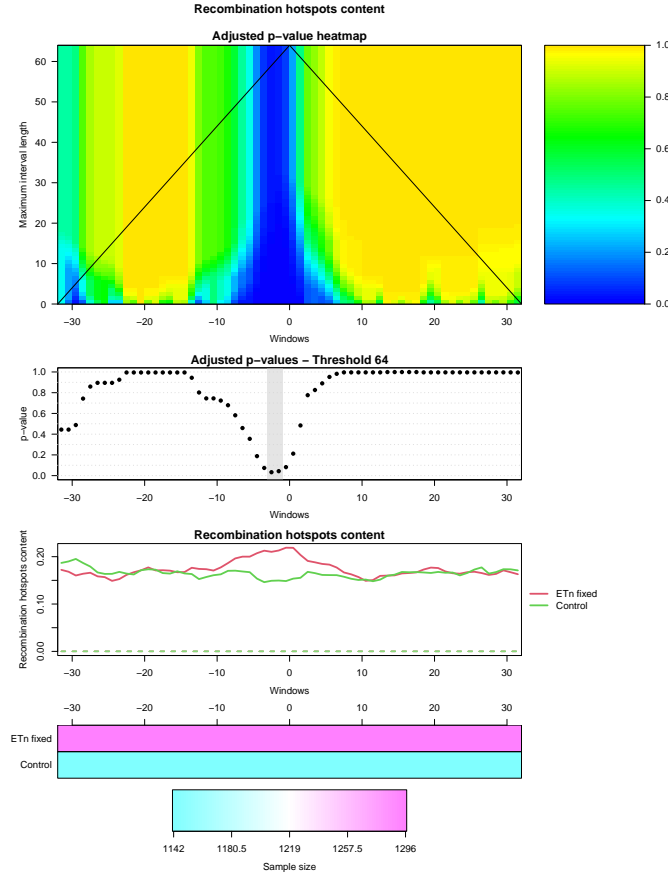 Recombination hotspots content
Adjusted p−value heatmap
Maximum interval length
60
50
40
30
20
10
0
−30 −20 −10 0 10 20 30
Windows
1.0
0.8
0.6
0.4
0.2
0.0
Adjusted p−values − Threshold 64
p−value
1.0
0.8
0.6
0.4
0.2
0.0
−30 −20 −10 0 10 20 30
Windows
Recombination hotspots content
Recombination hotspots content
0.20
0.10
0.00
−30 −20 −10 0 10 20 30
Windows
ETn fixed
Control
−30 −20 −10 0 10 20 30
ETn fixed
Control
1142 1180.5 1219 1257.5 1296
Sample size